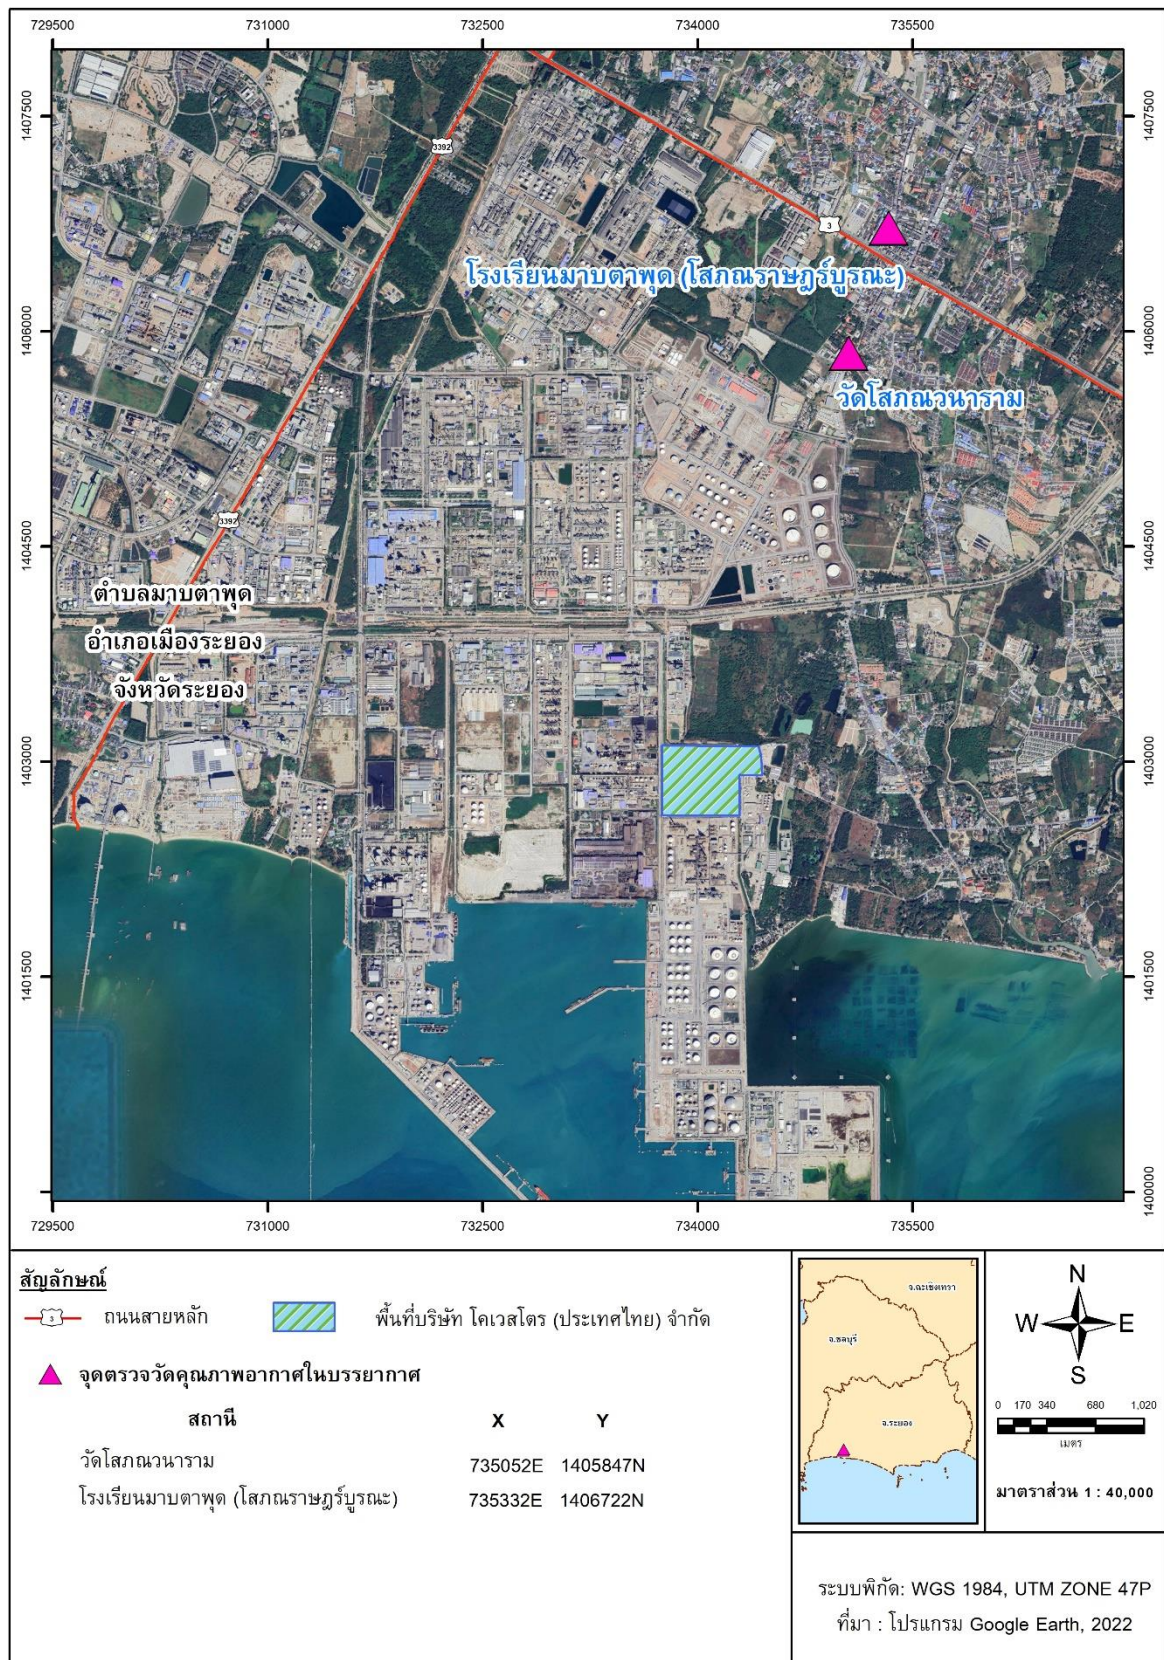 729500 731000 732500 734000 735500
1407500 1407500
3392
3
โรงเรียนมาบตาพุด (โสภณราษฎร์บูรณะ)
1406000 1406000
วัดโสภณวนาราม
3392
1404500 1404500
ตำบลมาบตาพุด
อำเภอเมืองระยอง
จังหวัดระยอง
1403000 1403000
1401500 1401500
1400000
729500 731000 732500 734000 735500
สัญลักษณ์
3 ถนนสายหลัก พื้นที่บริษัท โคเวสโตร (ประเทศไทย) จำกัด
จุดตรวจวัดคุณภาพอากาศในบรรยากาศ
สถานี X Y
วัดโสภณวนาราม 735052E 1405847N
โรงเรียนมาบตาพุด (โสภณราษฎร์บูรณะ) 735332E 1406722N
จ.ฉะเชิงเทรา
จ.ชลบุรี
จ.ระยอง
N
W E
S
0 170 340 680 1,020
เมตร
มาตราส่วน 1 : 40,000
ระบบพิกัด: WGS 1984, UTM ZONE 47P
ที่มา : โปรแกรม Google Earth, 2022